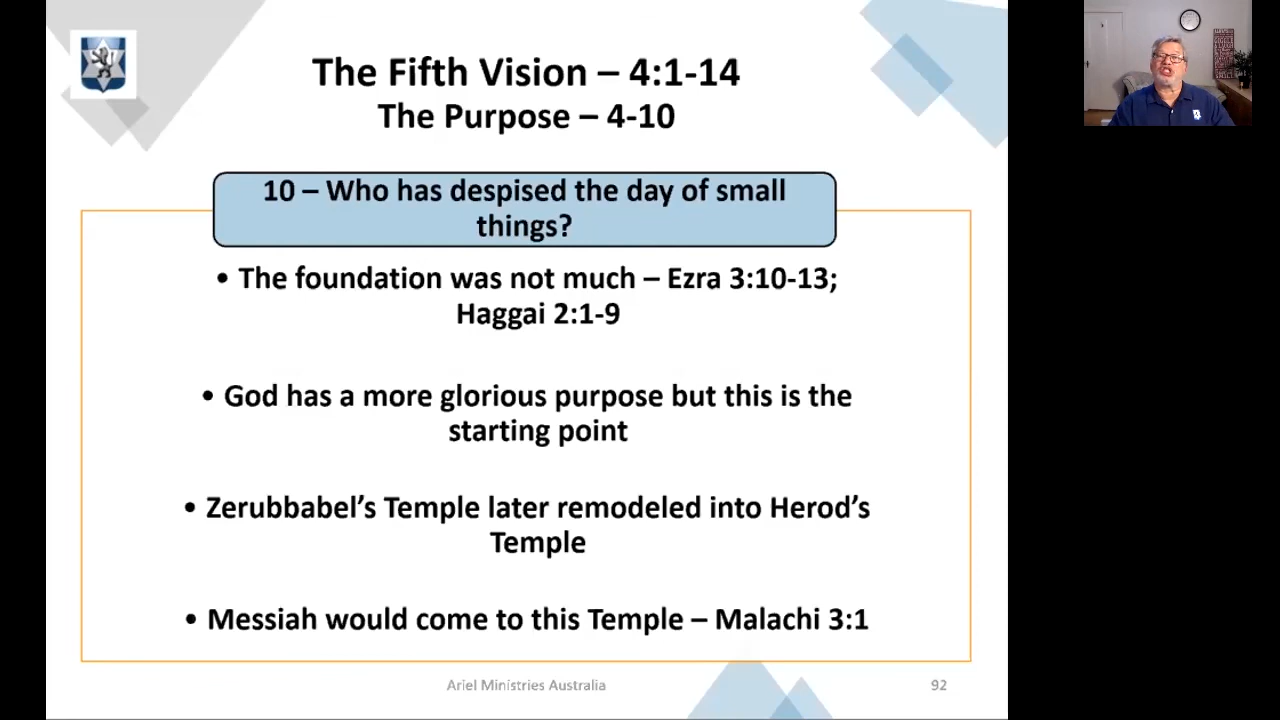 The Fifth Vision – 4:1-14
The Purpose – 4-10
10 – Who has despised the day of small
things?
• The foundation was not much – Ezra 3:10-13;
Haggai 2:1-9
• God has a more glorious purpose but this is the
starting point
• Zerubbabel’s Temple later remodeled into Herod’s
Temple
• Messiah would come to this Temple – Malachi 3:1
Ariel Ministries Australia
92